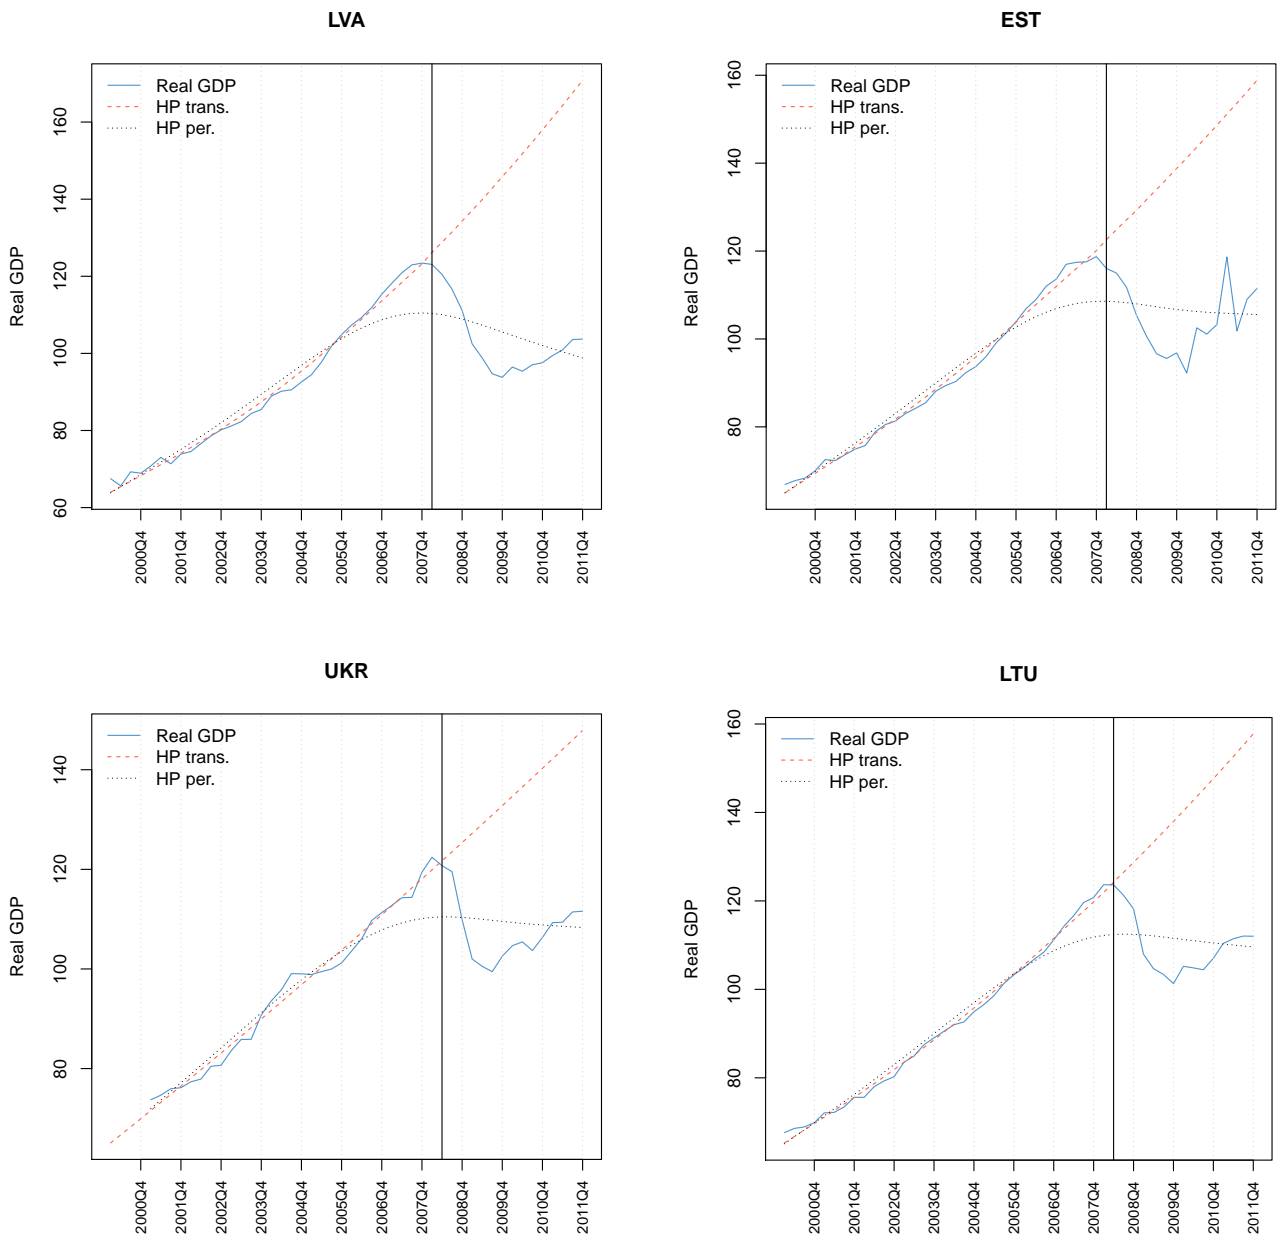 LVA
Real GDP
HP trans.
HP per.
Real GDP
160
140
120
100
80
60
2000Q4
2001Q4
2002Q4
2003Q4
2004Q4
2005Q4
2006Q4
2007Q4
2008Q4
2009Q4
2010Q4
2011Q4
EST
Real GDP
HP trans.
HP per.
Real GDP
160
140
120
100
80
2000Q4
2001Q4
2002Q4
2003Q4
2004Q4
2005Q4
2006Q4
2007Q4
2008Q4
2009Q4
2010Q4
2011Q4
UKR
Real GDP
HP trans.
HP per.
Real GDP
140
120
100
80
2000Q4
2001Q4
2002Q4
2003Q4
2004Q4
2005Q4
2006Q4
2007Q4
2008Q4
2009Q4
2010Q4
2011Q4
LTU
Real GDP
HP trans.
HP per.
Real GDP
160
140
120
100
80
2000Q4
2001Q4
2002Q4
2003Q4
2004Q4
2005Q4
2006Q4
2007Q4
2008Q4
2009Q4
2010Q4
2011Q4